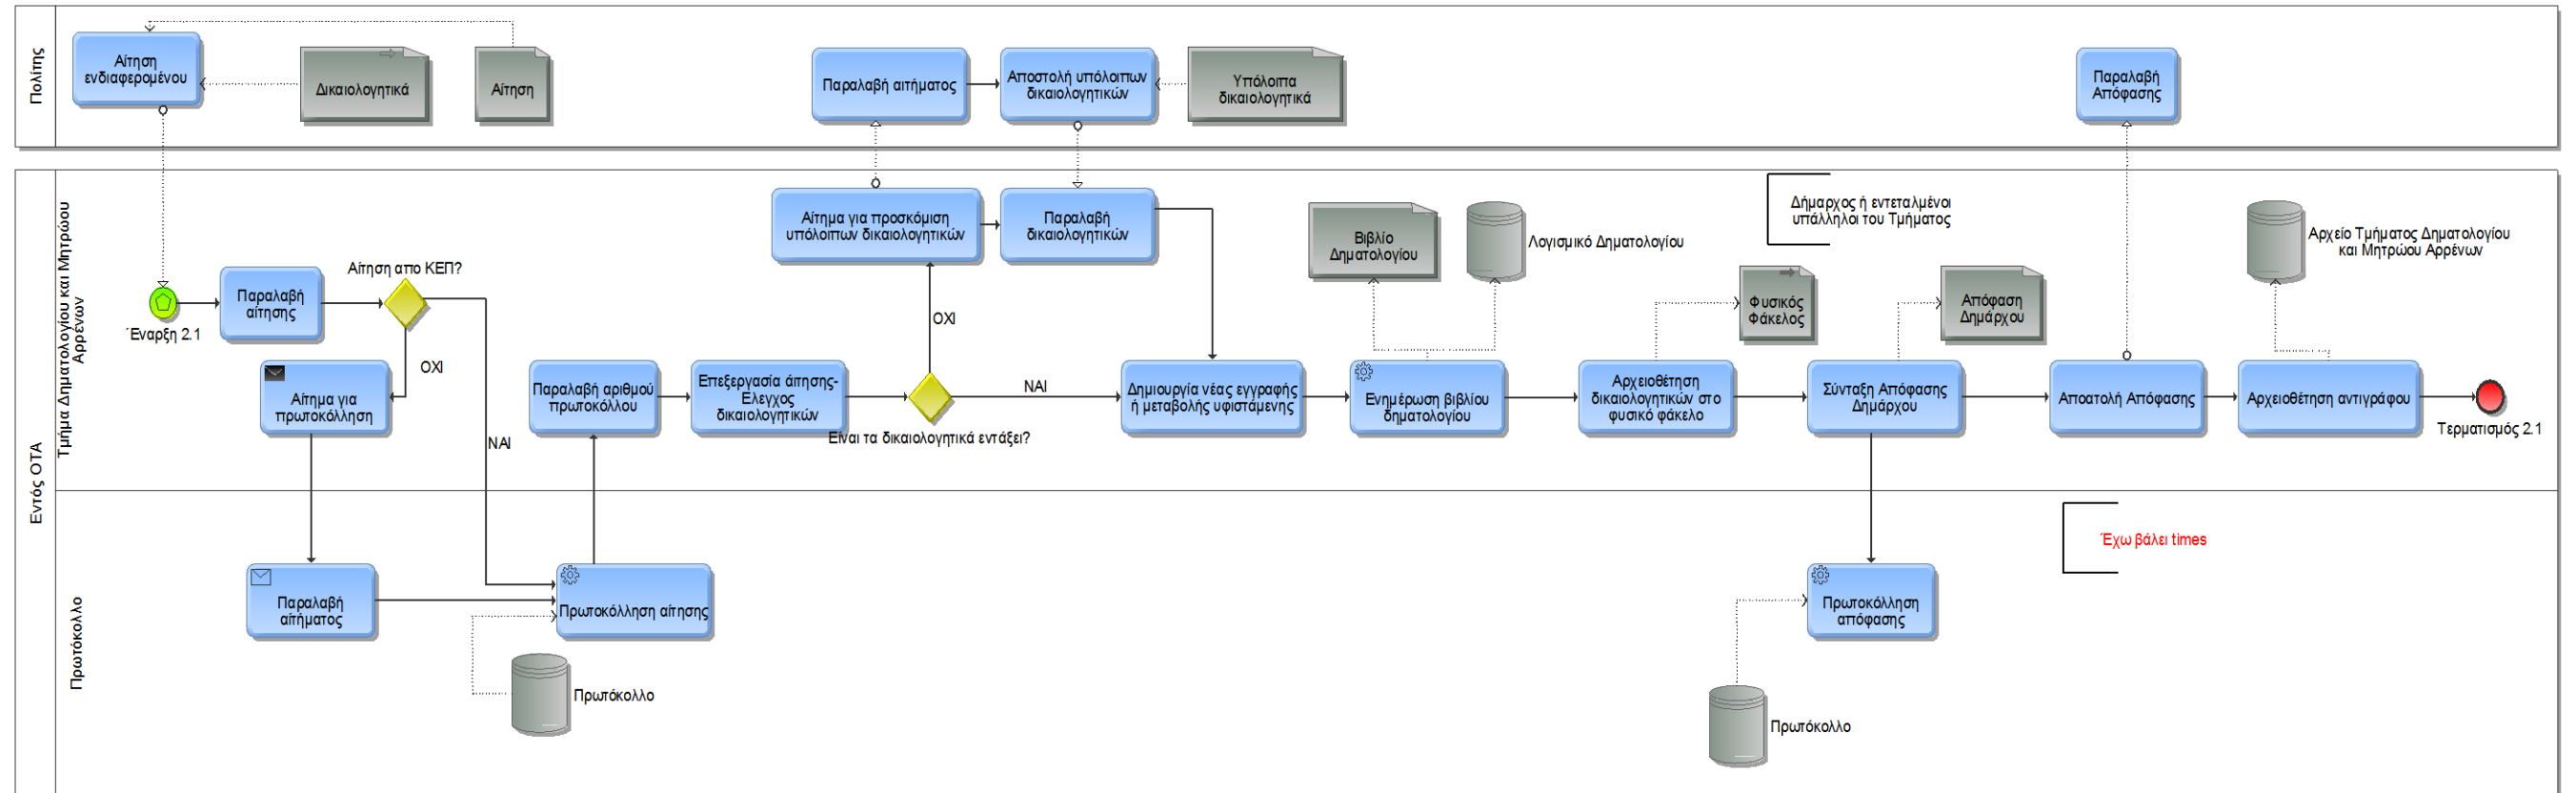 Πολίτης
Αίτηση
ενδιαφερομένου
Δικαιολογητικά
Αίτηση
Παραλαβή αιτήματος
Αποστολή υπόλοιπων
δικαιολογητικών
Υπόλοιπα
δικαιολογητικά
Παραλαβή
Απόφασης
Εντός ΟΤΑ
Τμήμα Δηματολογίου και Μητρώου
Αρρένων
Έναρξη 2.1
Παραλαβή
αίτησης
Αίτηση απο ΚΕΠ?
ΟΧΙ
ΝΑΙ
Αίτημα για
πρωτοκόλληση
Παραλαβή αριθμού
πρωτοκόλλου
Επεξεργασία άιτησης-
Ελεγχος
δικαιολογητικών
Είναι τα δικαιολογητικά εντάξει?
ΟΧΙ
ΝΑΙ
Αίτημα για προσκόμιση
υπόλοιπων δικαιολογητικών
Παραλαβή
δικαιολογητικών
Δημιουργία νέας εγγραφής
ή μεταβολής υφιστάμενης
Βιβλίο
Δηματολογίου
Λογισμικό Δηματολογίου
Ενημέρωση βιβλίου
δηματολογίου
Αρχειοθέτηση
δικαιολογητικών στο
φυσικό φάκελο
Φυσικός
Φάκελος
Δήμαρχος ή εντεταλμένοι
υπάλληλοι του Τμήματος
Σύνταξη Απόφασης
Δημάρχου
Απόφαση
Δημάρχου
Αποατολή Απόφασης
Αρχείο Τμήματος Δηματολογίου
και Μητρώου Αρρένων
Αρχειοθέτηση αντιγράφου
Τερματισμός 2.1
Πρωτόκολλο
Παραλαβή
αίτήματος
Πρωτοκόλληση αίτησης
Πρωτόκολλο
Πρωτοκόλληση
απόφασης
Πρωτόκολλο
Έχω βάλει times